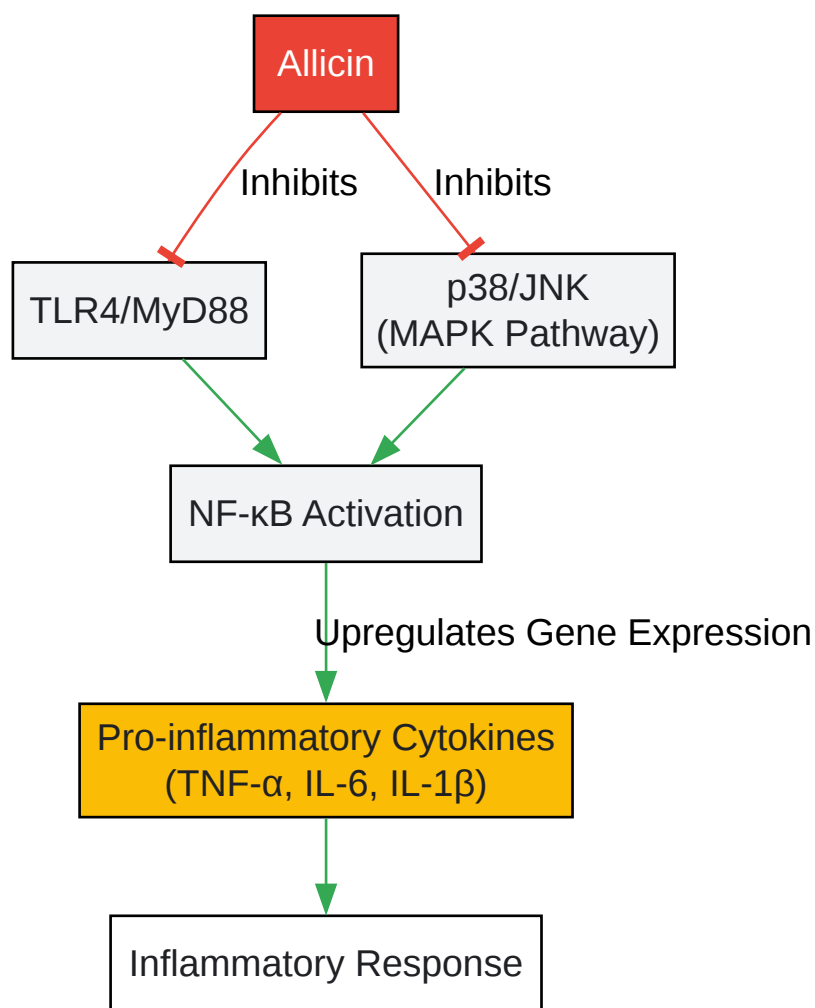 Allicin
Inhibits
Inhibits
TLR4/MyD88
p38/JNK
(MAPK Pathway)
NF-κB Activation
Upregulates Gene Expression
Pro-inflammatory Cytokines
(TNF-α, IL-6, IL-1β)
Inflammatory Response